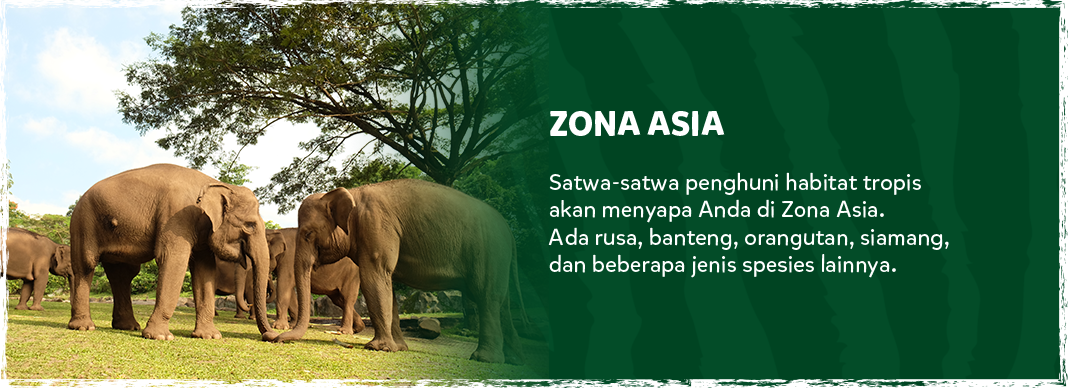 ZONA ASIA
Satwa-satwa penghuni habitat tropis
akan menyapa Anda di Zona Asia.
Ada rusa, banteng, orangutan, siamang,
dan beberapa jenis spesies lainnya.